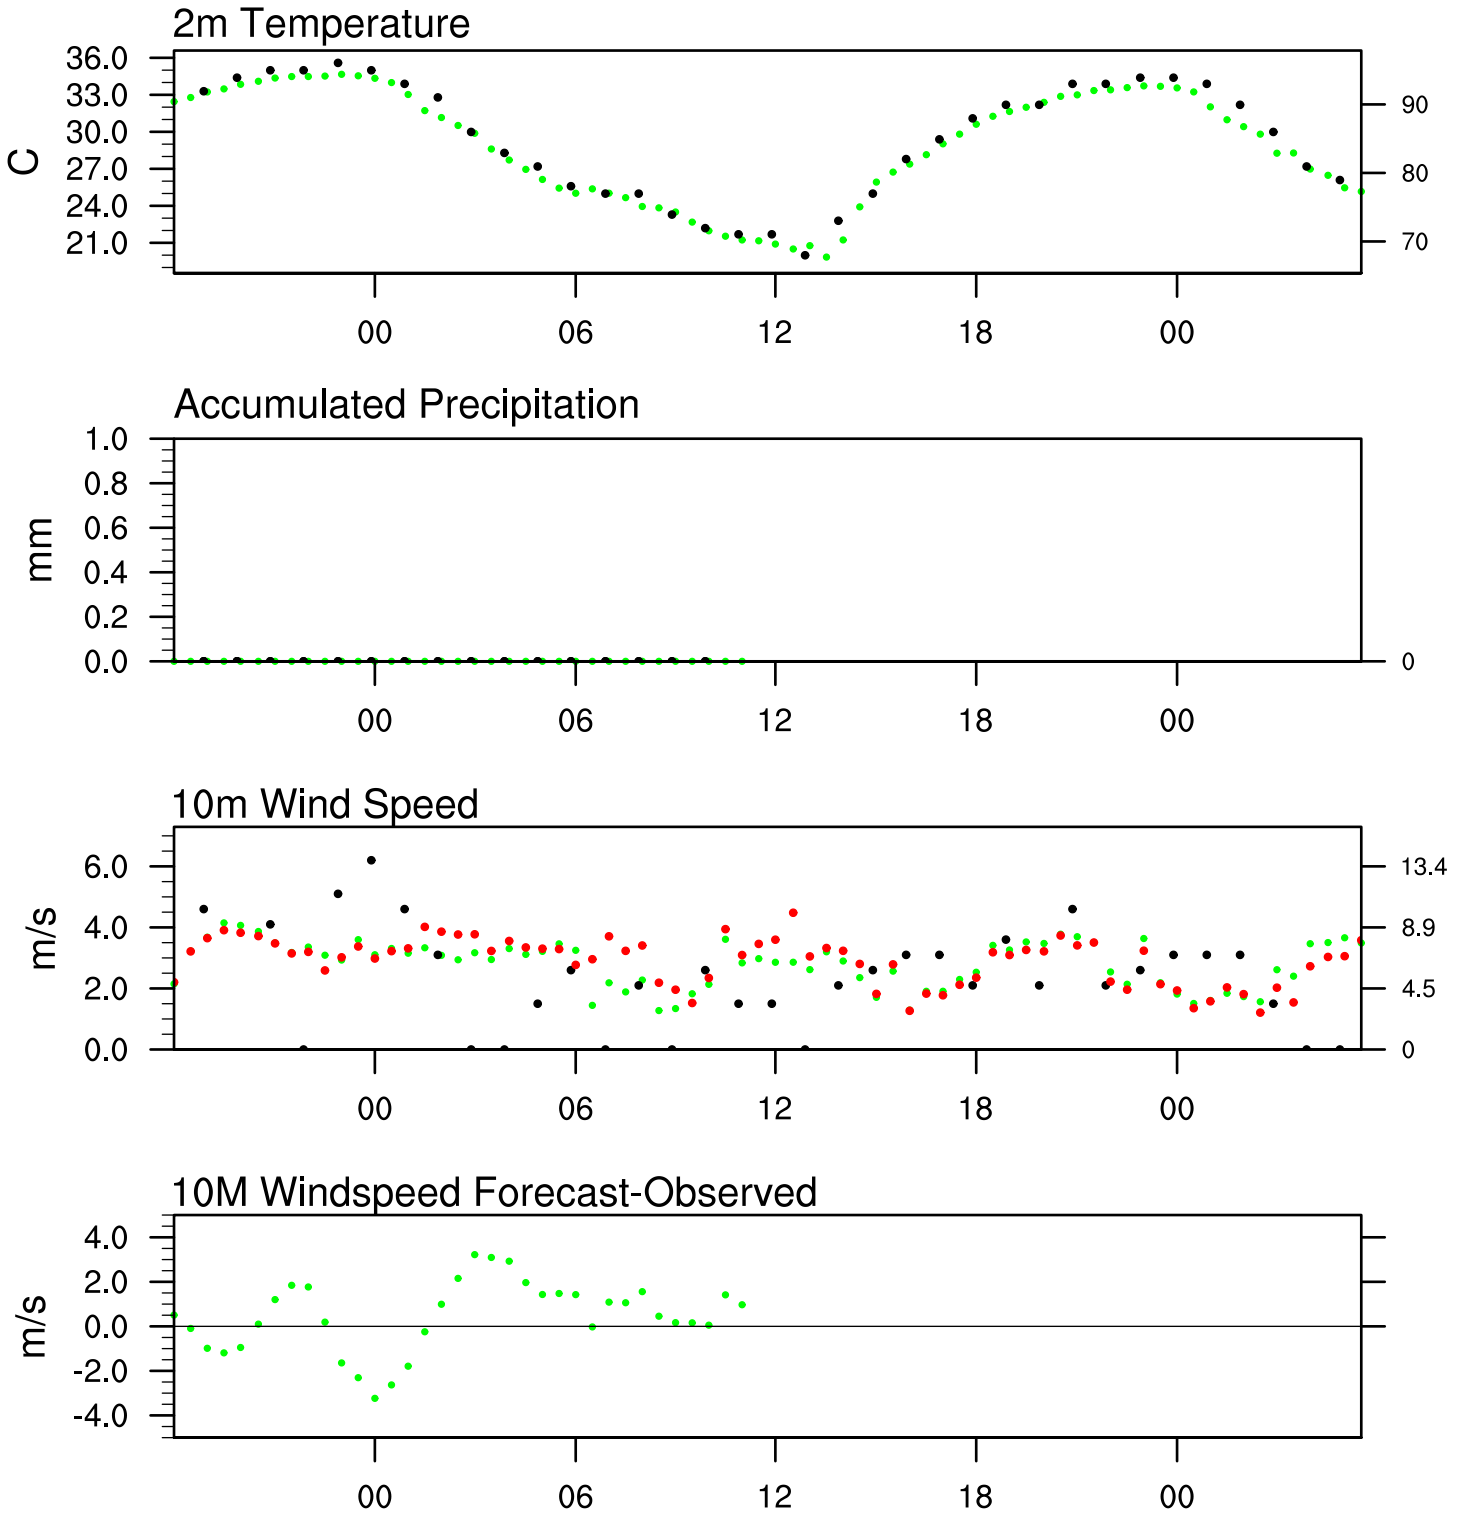 2m Temperature
36.0
33.0
30.0
27.0
24.0
21.0
C
90
80
70
00 06 12 18 00
Accumulated Precipitation
1.0
0.8
0.6
0.4
0.2
0.0
mm
0
00 06 12 18 00
10m Wind Speed
6.0
4.0
2.0
0.0
m/s
13.4
8.9
4.5
0
00 06 12 18 00
10M Windspeed Forecast-Observed
4.0
2.0
0.0
-2.0
-4.0
m/s
00 06 12 18 00